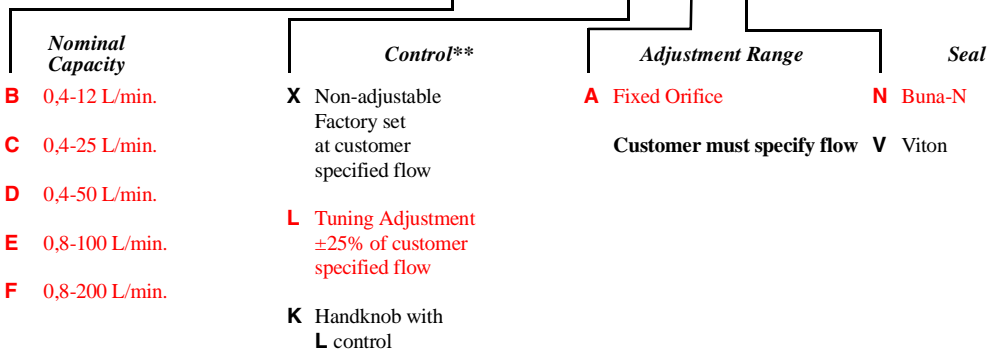 Nominal
Capacity
B 0,4-12 L/min.
C 0,4-25 L/min.
D 0,4-50 L/min.
E 0,8-100 L/min.
F 0,8-200 L/min.
Control**
X Non-adjustable
Factory set
at customer
specified flow
L Tuning Adjustment
±25% of customer
specified flow
K Handknob with
L control
Adjustment Range
A Fixed Orifice
Customer must specify flow
Seal
N Buna-N
V Viton